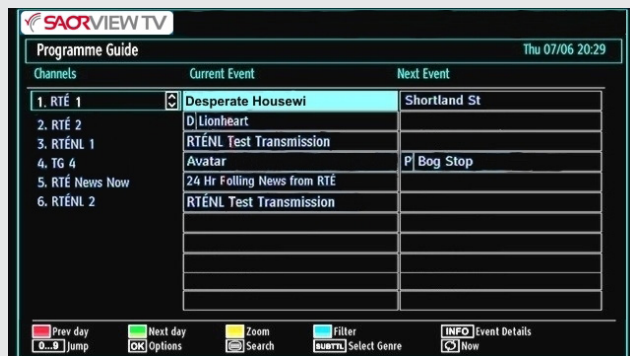 SAORVIEW TV
Programme Guide Thu 07/06 20:29
Channels Current Event Next Event
1. RTÉ 1 Desperate Housewi Shortland St
2. RTÉ 2 D Lionheart
3. RTÉNL 1 RTÉNL Test Transmission
4. TG 4 Avatar P Bog Stop
5. RTÉ News Now 24 Hr Folling News from RTÉ
6. RTÉNL 2 RTÉNL Test Transmission
Prev day Next day Zoom Filter INFO Event Details
0...9 Jump OK Options Search SUBTTL Select Genre Now